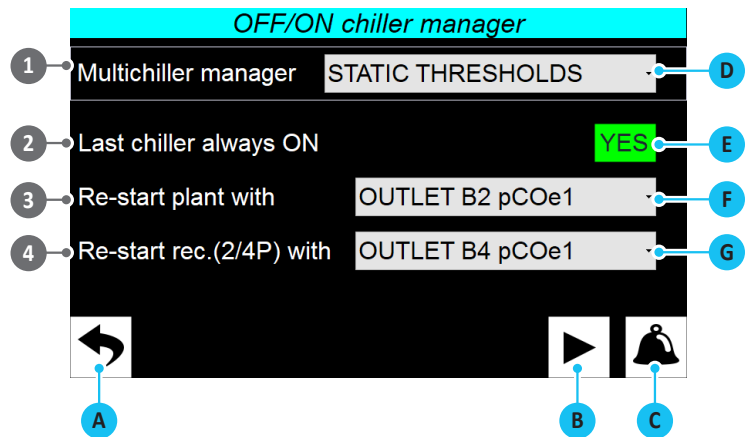 OFF/ON chiller manager
1 Multichiller manager STATIC THRESHOLDS D
2 Last chiller always ON YES E
3 Re-start plant with OUTLET B2 pCOe1 F
4 Re-start rec.(2/4P) with OUTLET B4 pCOe1 G
A B C